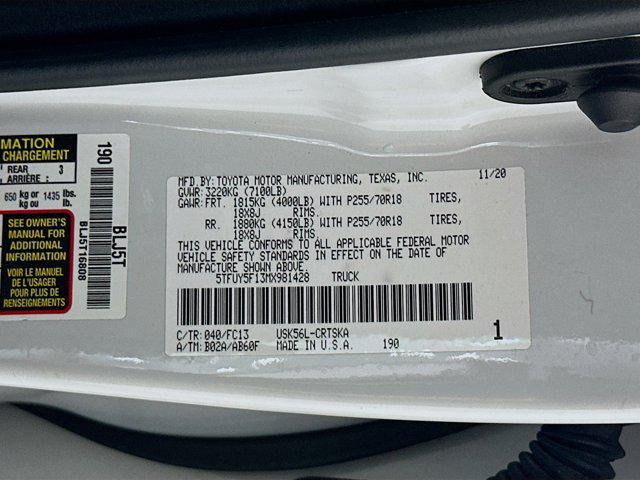 MATION
CHARGEMENT
REAR 3
ARRIÈRE :
650 kg or 1435 lbs.
kg ou lb.
SEE OWNER'S
MANUAL FOR
ADDITIONAL
INFORMATION
VOIR LE MANUEL
DE L'USAGER
POUR PLUS DE
RENSEIGNEMENTS
190
BLJ5T
BLJ5T16808
MFD.BY:TOYOTA MOTOR MANUFACTURING, TEXAS, INC. 11/20
GVWR:3220KG (7100LB)
GAWR:FRT. 1815KG (4000LB) WITH P255/70R18 TIRES,
18X8J RIMS.
RR. 1880KG (4150LB) WITH P255/70R18 TIRES,
18X8J RIMS.
THIS VEHICLE CONFORMS TO ALL APPLICABLE FEDERAL MOTOR
VEHICLE SAFETY STANDARDS IN EFFECT ON THE DATE OF
MANUFACTURE SHOWN ABOVE.
5TFUY5F13MX981428 TRUCK
C/TR:040/FC13 USK56L-CRTSKA 1
A/TM:B02A/AB60F MADE IN U.S.A. 190